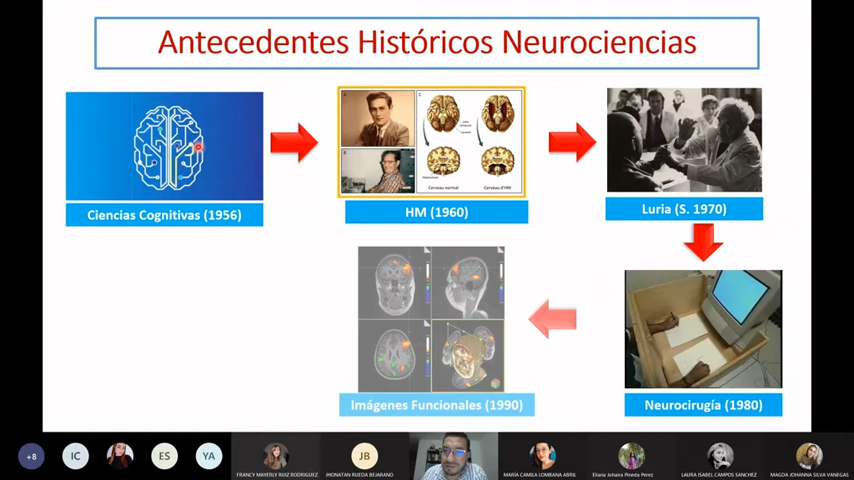 Antecedentes Históricos Neurociencias
Ciencias Cognitivas (1956)
Cerveau normal
Cerveau d'HM
HM (1960)
Luria (S. 1970)
Imágenes Funcionales (1990)
Neurocirugía (1980)
+8
IC
ES
YA
FRANCY MAYERLY RUIZ RODRIGUEZ
JB
JHONATAN RUEDA BEJARANO
MARÍA CAMILA LOMBANA ABRIL
Eliana Johaira Pineda Perez
LAURA ISABEL CAMPOS SANCHEZ
MAGDA JOHANNA SILVA VANEGAS